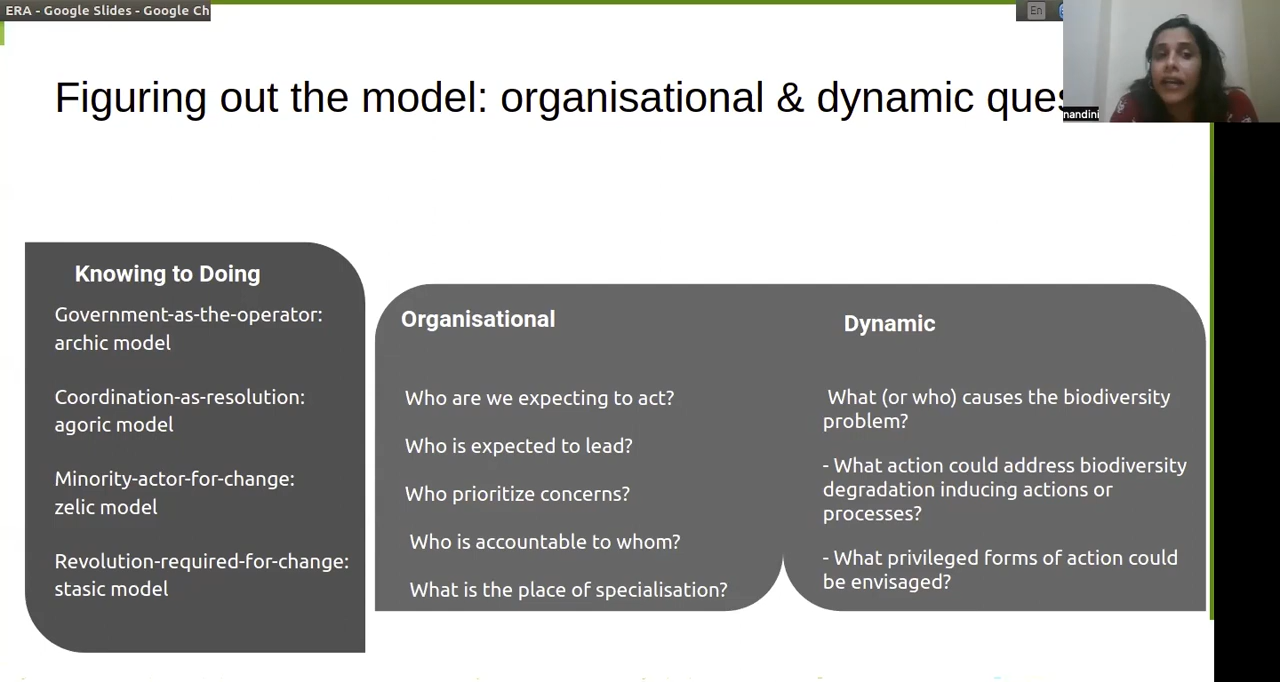 ERA - Google Slides - Google Ch
En
Figuring out the model: organisational & dynamic ques
nandini
Knowing to Doing
Government-as-the-operator:
archic model
Coordination-as-resolution:
agoric model
Minority-actor-for-change:
zelic model
Revolution-required-for-change:
stasic model
Organisational
Who are we expecting to act?
Who is expected to lead?
Who prioritize concerns?
Who is accountable to whom?
What is the place of specialisation?
Dynamic
What (or who) causes the biodiversity
problem?
- What action could address biodiversity
degradation inducing actions or
processes?
- What privileged forms of action could
be envisaged?